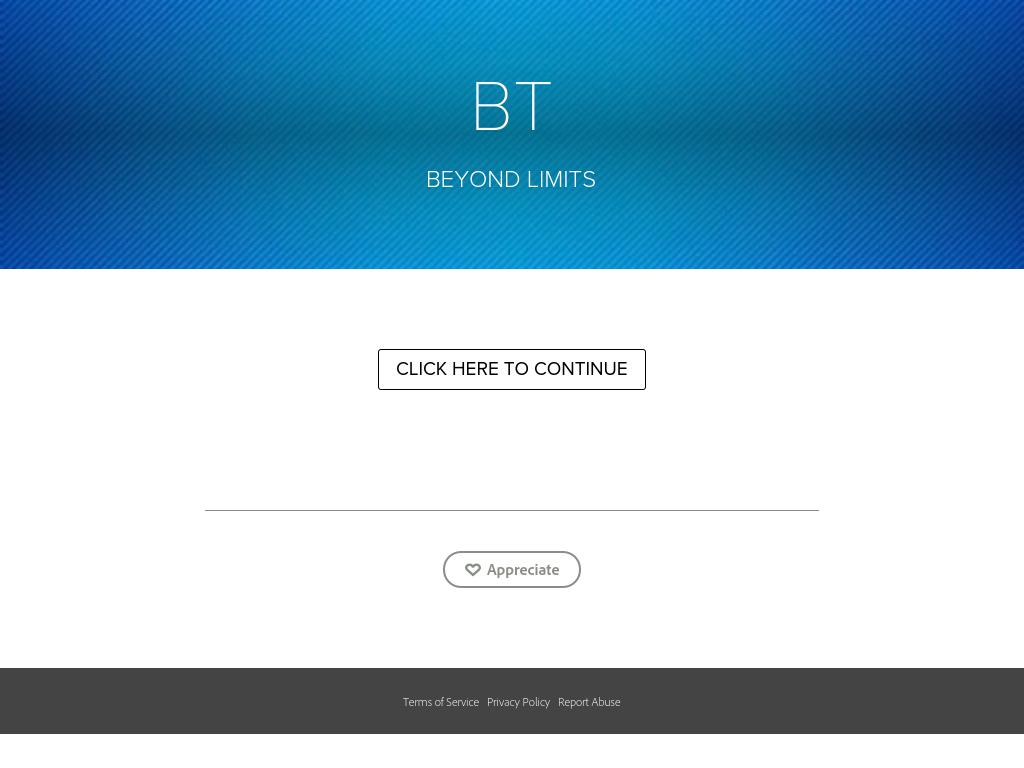 BT
BEYOND LIMITS
CLICK HERE TO CONTINUE
Appreciate
Terms of Service Privacy Policy Report Abuse